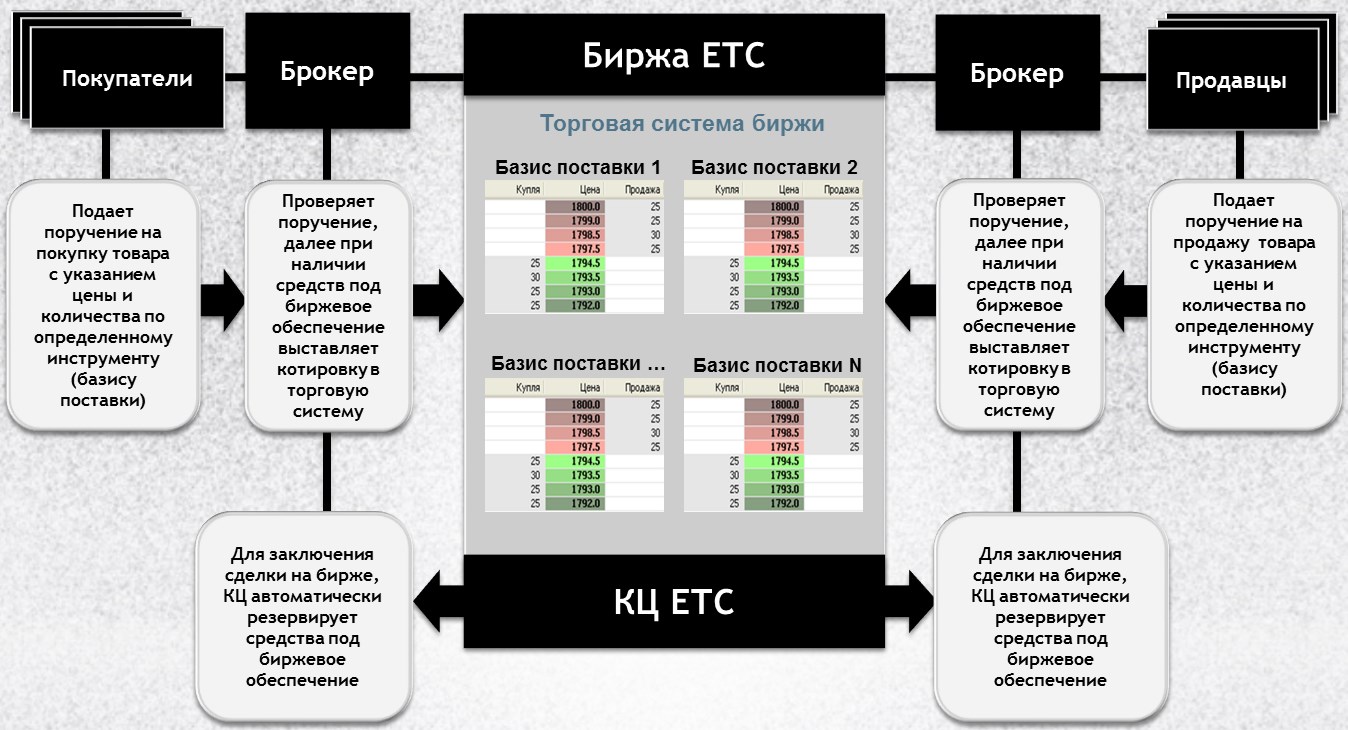 Покупатели
Брокер
Биржа ЕТС
Брокер
Продавцы
Подает
поручение на
покупку товара
с указанием
цены и
количества по
определенному
инструменту
(базису
поставки)
Проверяет
поручение,
далее при
наличии
средств под
биржевое
обеспечение
выставляет
котировку в
торговую
систему
Торговая система биржи
Базис поставки 1
Купля Цена Продажа
1800.0 25
1799.0 25
1798.5 30
1797.5 25
25 1794.5
30 1793.5
25 1793.0
25 1792.0
Базис поставки 2
Купля Цена Продажа
1800.0 25
1799.0 25
1798.5 30
1797.5 25
25 1794.5
30 1793.5
25 1793.0
25 1792.0
Базис поставки ...
Купля Цена Продажа
1800.0 25
1799.0 25
1798.5 30
1797.5 25
25 1794.5
30 1793.5
25 1793.0
25 1792.0
Базис поставки N
Купля Цена Продажа
1800.0 25
1799.0 25
1798.5 30
1797.5 25
25 1794.5
30 1793.5
25 1793.0
25 1792.0
Проверяет
поручение,
далее при
наличии
средств под
биржевое
обеспечение
выставляет
котировку в
торговую
систему
Подает
поручение на
продажу товара
с указанием
цены и
количества по
определенному
инструменту
(базису
поставки)
Для заключения
сделки на бирже,
КЦ автоматически
резервирует
средства под
биржевое
обеспечение
КЦ ЕТС
Для заключения
сделки на бирже,
КЦ автоматически
резервирует
средства под
биржевое
обеспечение